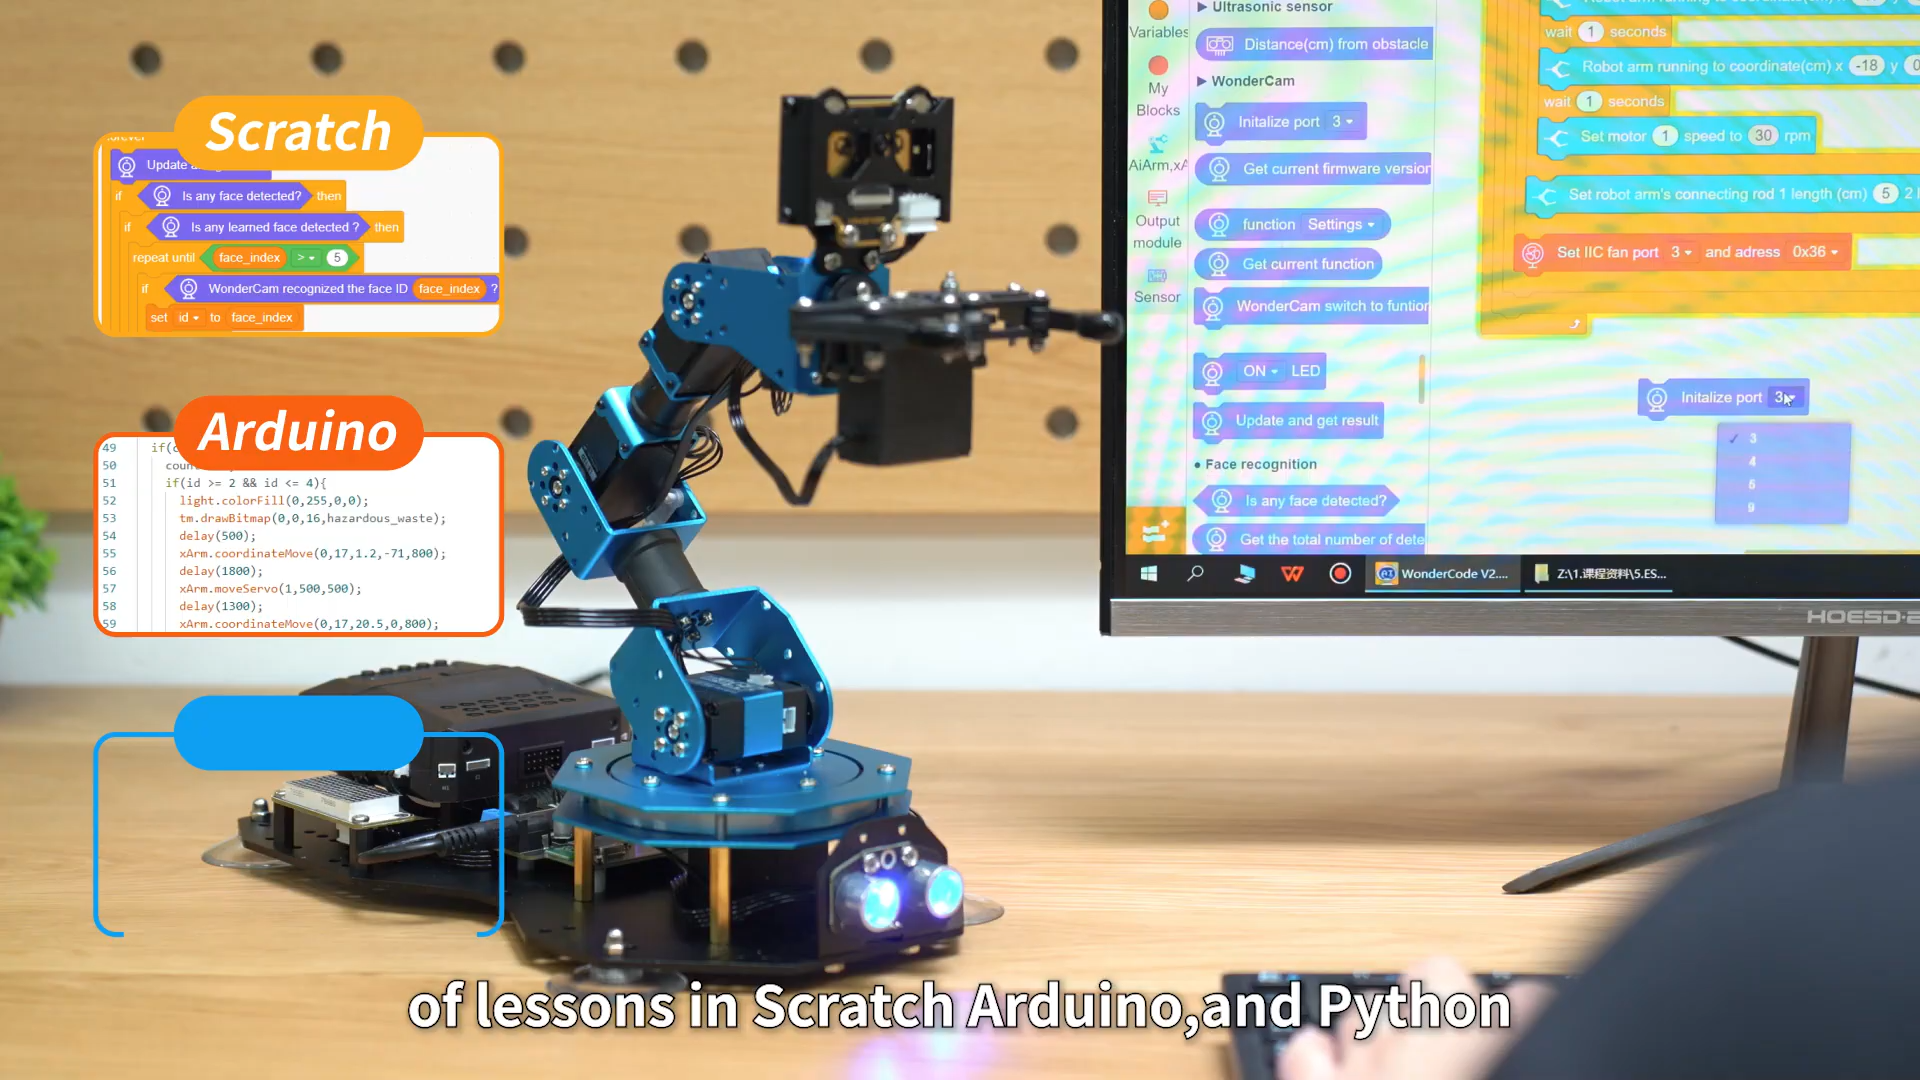 Scratch
forever
Update
if Is any face detected? then
if Is any learned face detected ? then
repeat until face_index > 5
if WonderCam recognized the face ID face_index ?
set id to face_index
Arduino
49 if(
50 coun
51 if(id >= 2 && id <= 4){
52 light.colorFill(0,255,0,0);
53 tm.drawBitmap(0,0,16,hazardous_waste);
54 delay(500);
55 xArm.coordinateMove(0,17,1.2,-71,800);
56 delay(1800);
57 xArm.moveServo(1,500,500);
58 delay(1300);
59 xArm.coordinateMove(0,17,20.5,0,800);
Variables
My
Blocks
AiArm,xA
Output
module
Sensor
Ultrasonic sensor
Distance(cm) from obstacle
WonderCam
Initalize port 3
Get current firmware version
function Settings
Get current function
WonderCam switch to funtion
ON LED
Update and get result
Face recognition
Is any face detected?
Get the total number of dete
wait 1 seconds
Robot arm running to coordinate(cm) x -18 y 0
wait 1 seconds
Set motor 1 speed to 30 rpm
Set robot arm's connecting rod 1 length (cm) 5 2 l
Set IIC fan port 3 and adress 0x36
Initalize port 3
3
4
6
9
WonderCode V2....
Z:\1.课程资料\5.ES...
HOESD
of lessons in Scratch Arduino,and Python